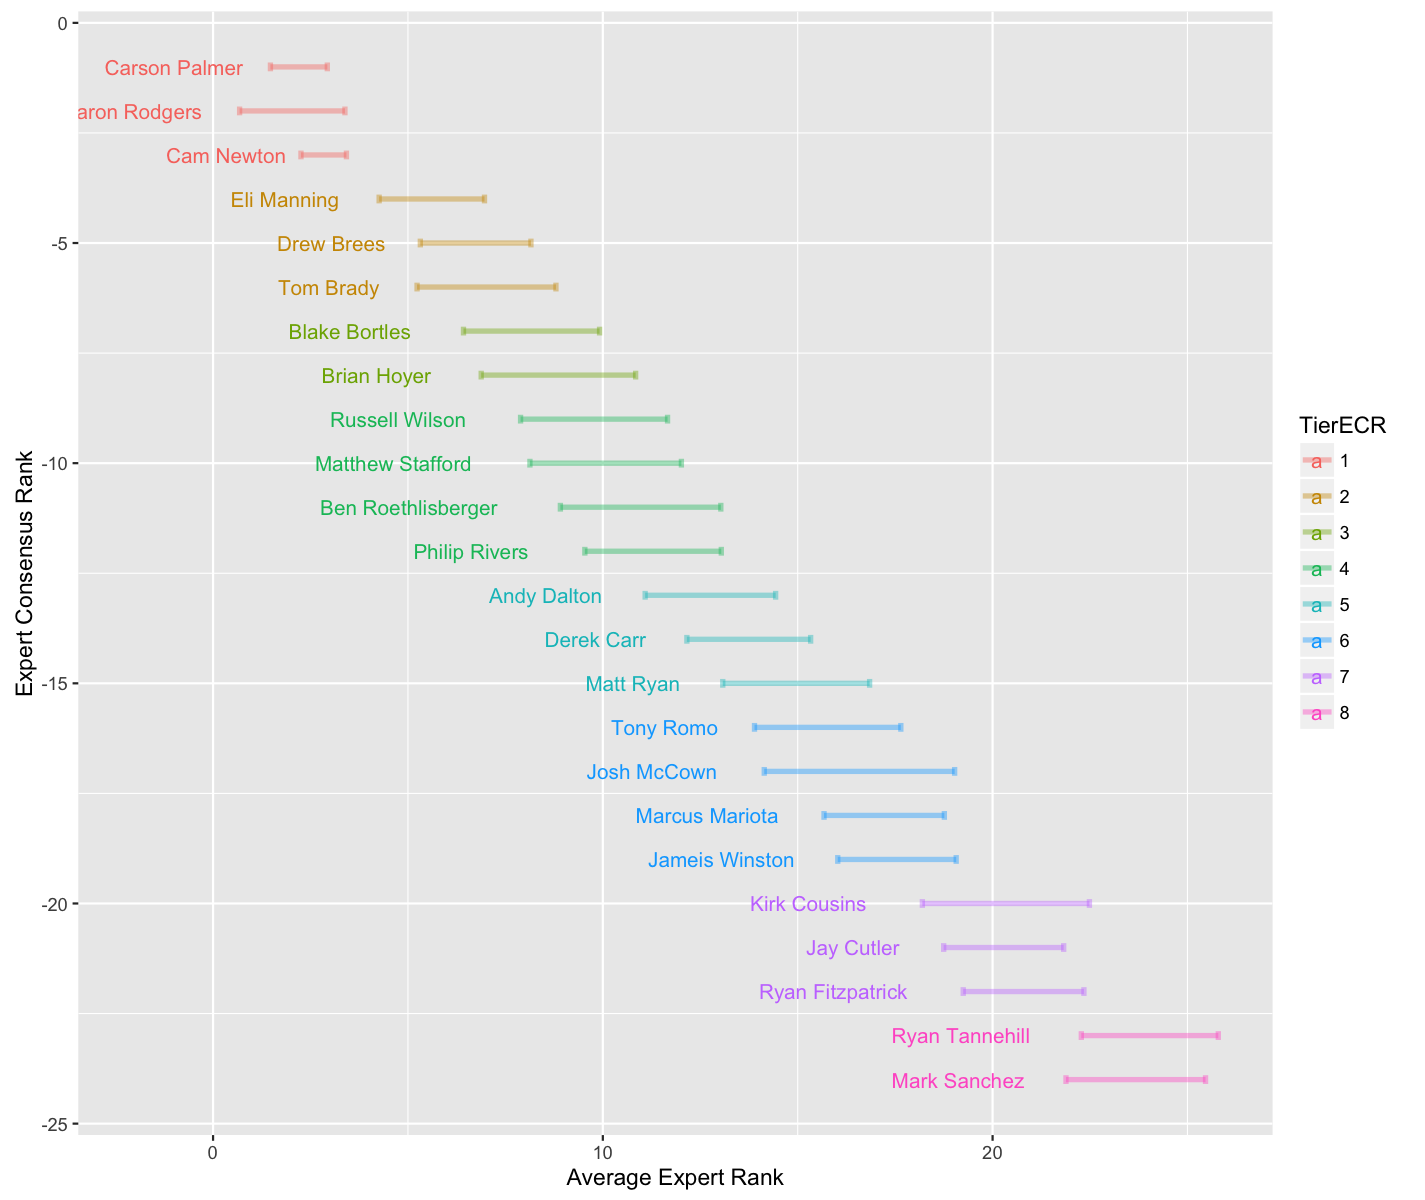 0
Carson Palmer
aron Rodgers
Cam Newton
Eli Manning
-5
Drew Brees
Tom Brady
Blake Bortles
Brian Hoyer
Russell Wilson
-10
Matthew Stafford
Ben Roethlisberger
Philip Rivers
Andy Dalton
Derek Carr
-15
Matt Ryan
Tony Romo
Josh McCown
Marcus Mariota
Jameis Winston
-20
Kirk Cousins
Jay Cutler
Ryan Fitzpatrick
Ryan Tannehill
Mark Sanchez
-25
0
10
20
Average Expert Rank
Expert Consensus Rank
TierECR
a 1
a 2
a 3
a 4
a 5
a 6
a 7
a 8